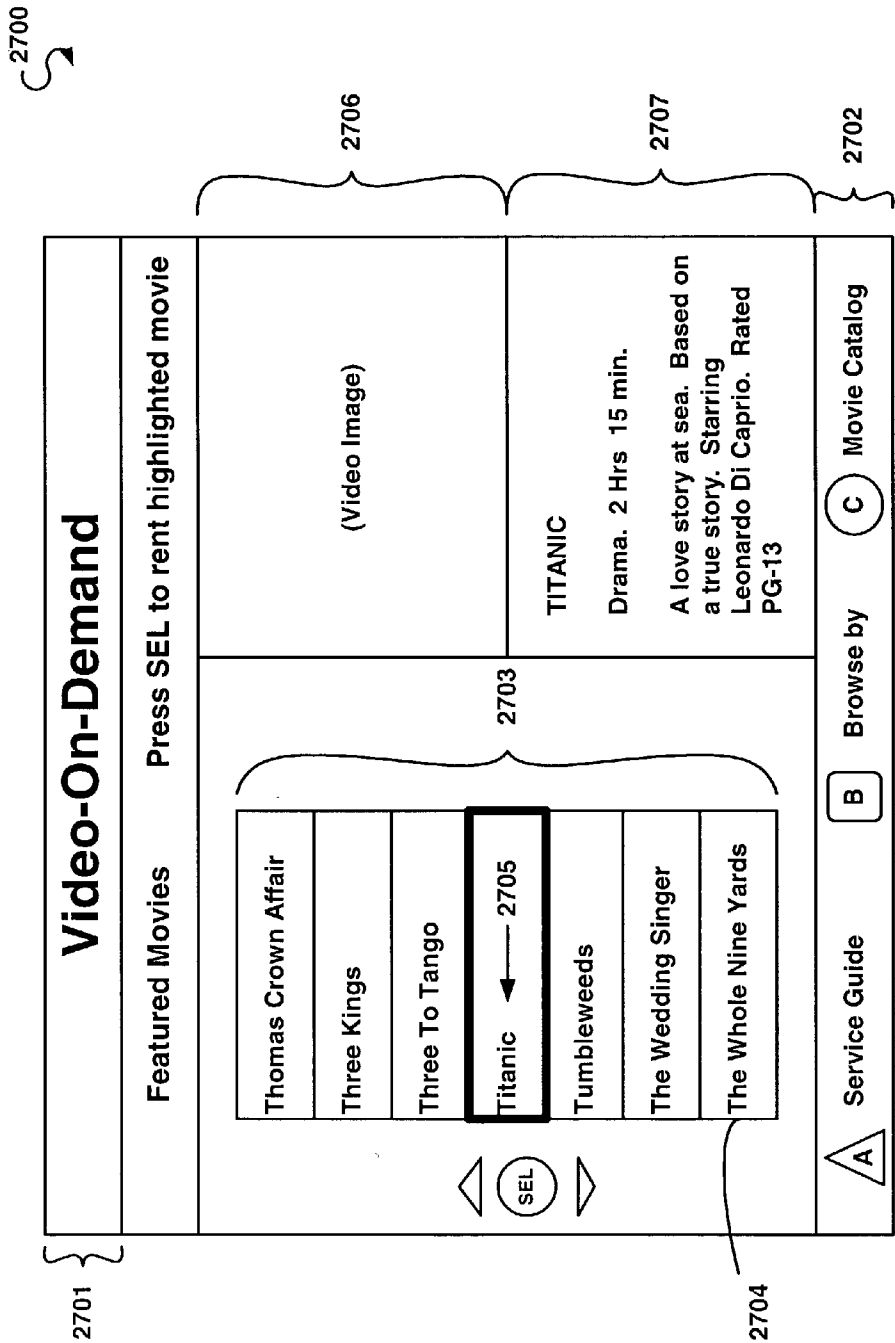 2700
2701
Video-On-Demand
Featured Movies
Press SEL to rent highlighted movie
SEL
Thomas Crown Affair
Three Kings
Three To Tango
Titanic
2705
Tumbleweeds
The Wedding Singer
The Whole Nine Yards
2703
2704
(Video Image)
2706
TITANIC
Drama. 2 Hrs 15 min.
A love story at sea. Based on
a true story. Starring
Leonardo Di Caprio. Rated
PG-13
2707
A Service Guide
B Browse by
C Movie Catalog
2702